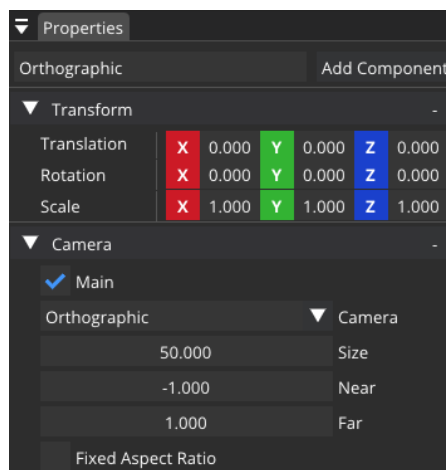 Properties
Orthographic Add Component
Transform -
Translation X 0.000 Y 0.000 Z 0.000
Rotation X 0.000 Y 0.000 Z 0.000
Scale X 1.000 Y 1.000 Z 1.000
Camera -
Main
Orthographic Camera
50.000 Size
-1.000 Near
1.000 Far
Fixed Aspect Ratio